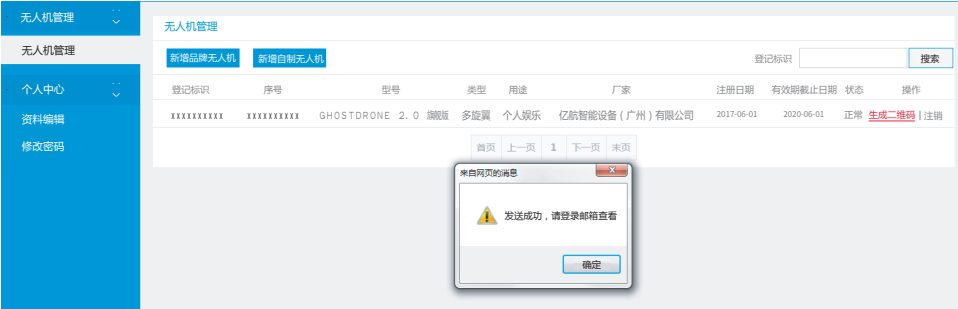 无人机管理
无人机管理
个人中心
资料编辑
修改密码
无人机管理
新增品牌无人机 新增自制无人机 登记标识 搜索
登记标识 序号 型号 类型 用途 厂家 注册日期 有效期截止日期 状态 操作
xxxxxxxxxx xxxxxxxxxx GHOSTDRONE 2.0 旗舰版 多旋翼 个人娱乐 亿航智能设备(广州)有限公司 2017-06-01 2020-06-01 正常 生成二维码 | 注销
首页 上一页 1 下一页 末页
来自网页的消息
发送成功，请登录邮箱查看
确定